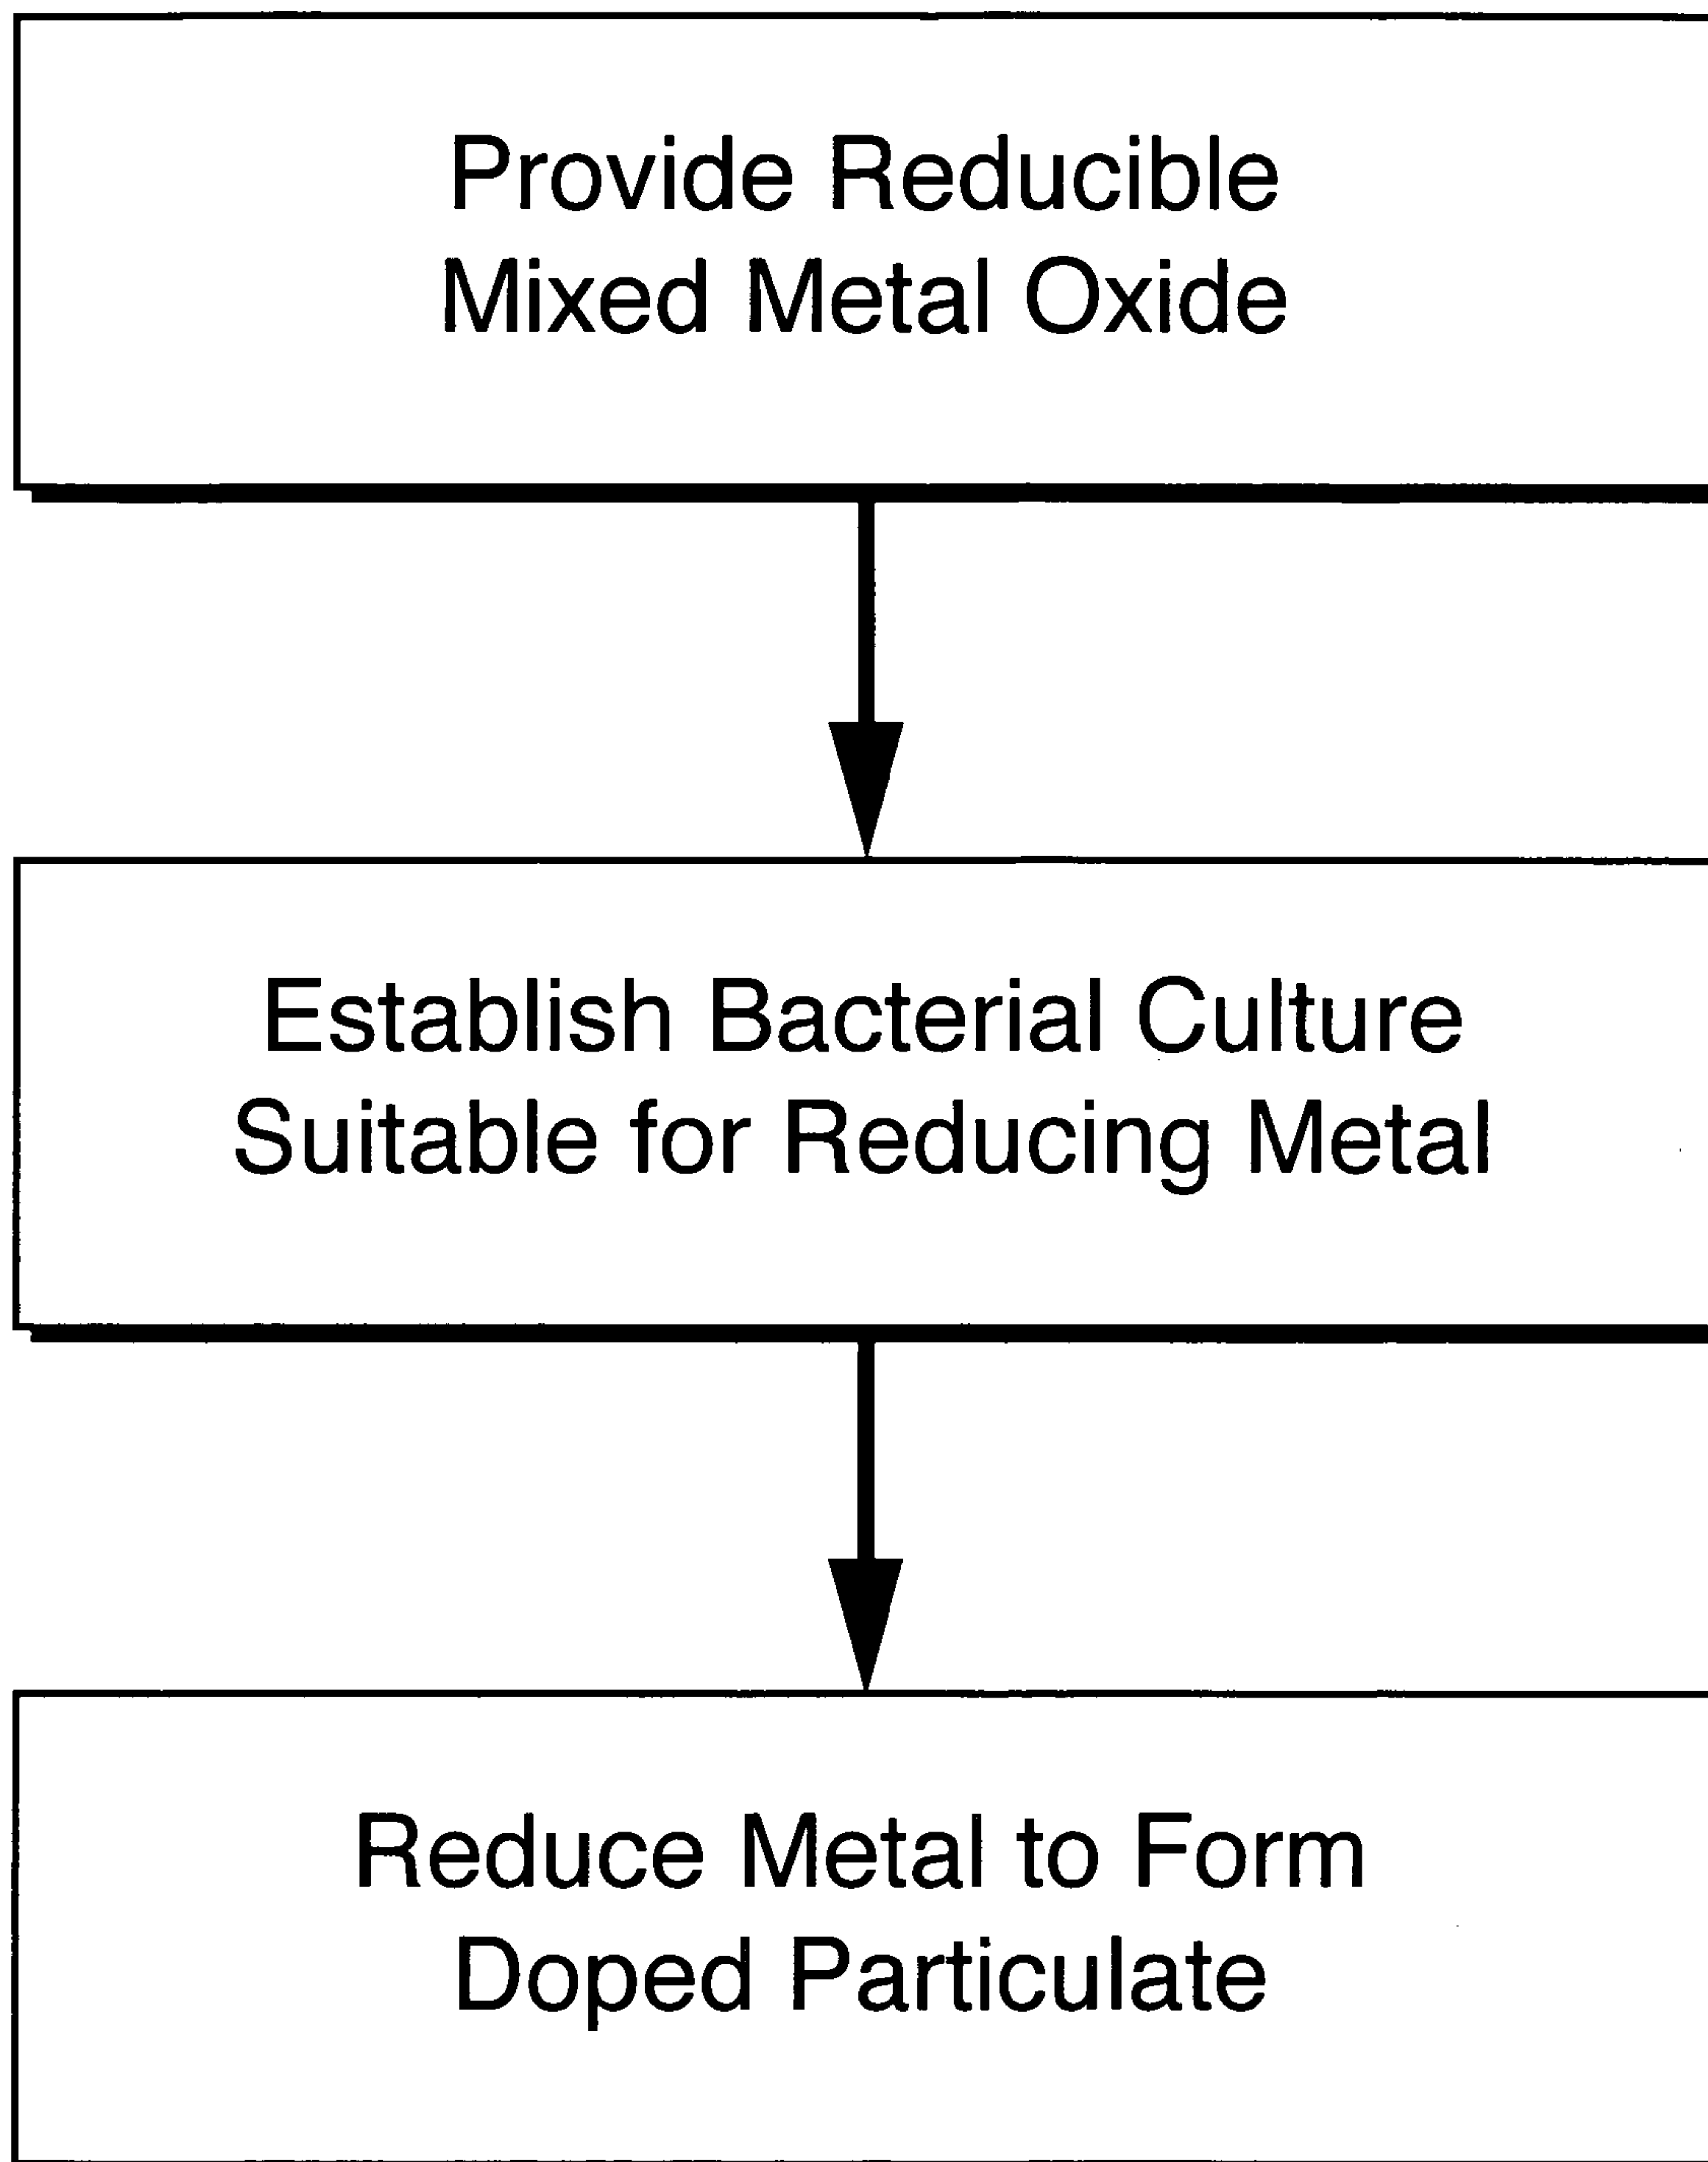 Provide Reducible
Mixed Metal Oxide
Establish Bacterial Culture
Suitable for Reducing Metal
Reduce Metal to Form
Doped Particulate